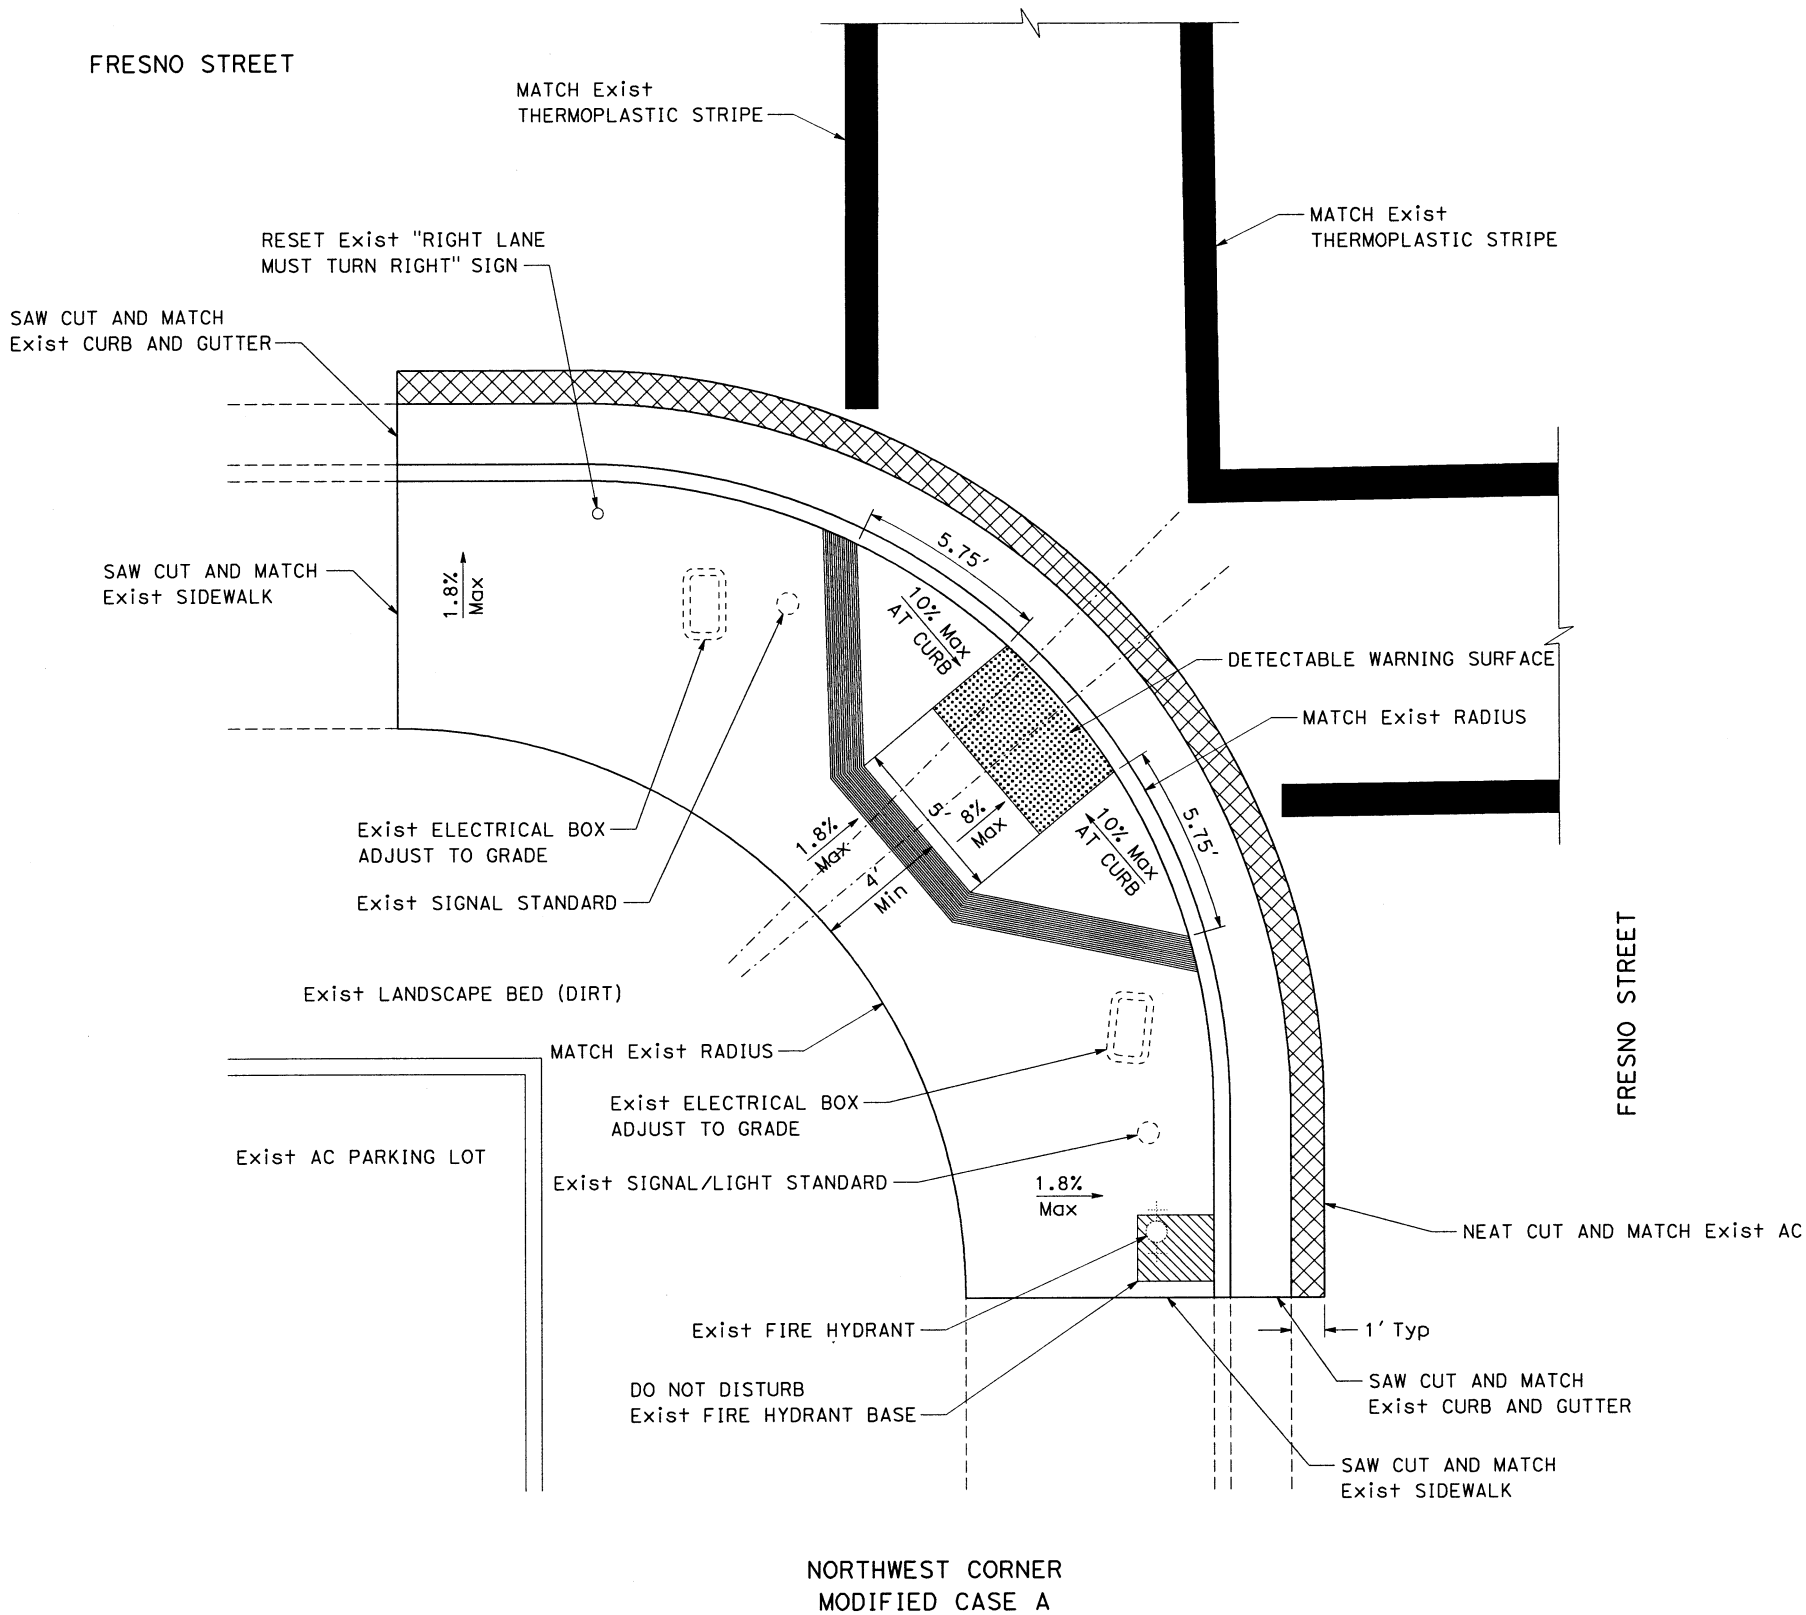 FRESNO STREET
MATCH Exist
THERMOPLASTIC STRIPE
MATCH Exist
THERMOPLASTIC STRIPE
RESET Exist "RIGHT LANE
MUST TURN RIGHT" SIGN
SAW CUT AND MATCH
Exist CURB AND GUTTER
SAW CUT AND MATCH
Exist SIDEWALK
1.8%
Max
5.75'
10% Max
AT CURB
DETECTABLE WARNING SURFACE
MATCH Exist RADIUS
5.75'
10% Max
AT CURB
5'
8%
Max
1.8%
Max
4'
Min
Exist ELECTRICAL BOX
ADJUST TO GRADE
Exist SIGNAL STANDARD
Exist LANDSCAPE BED (DIRT)
MATCH Exist RADIUS
FRESNO STREET
Exist ELECTRICAL BOX
ADJUST TO GRADE
Exist AC PARKING LOT
Exist SIGNAL/LIGHT STANDARD
1.8%
Max
NEAT CUT AND MATCH Exist AC
Exist FIRE HYDRANT
1' Typ
DO NOT DISTURB
Exist FIRE HYDRANT BASE
SAW CUT AND MATCH
Exist CURB AND GUTTER
SAW CUT AND MATCH
Exist SIDEWALK
NORTHWEST CORNER
MODIFIED CASE A